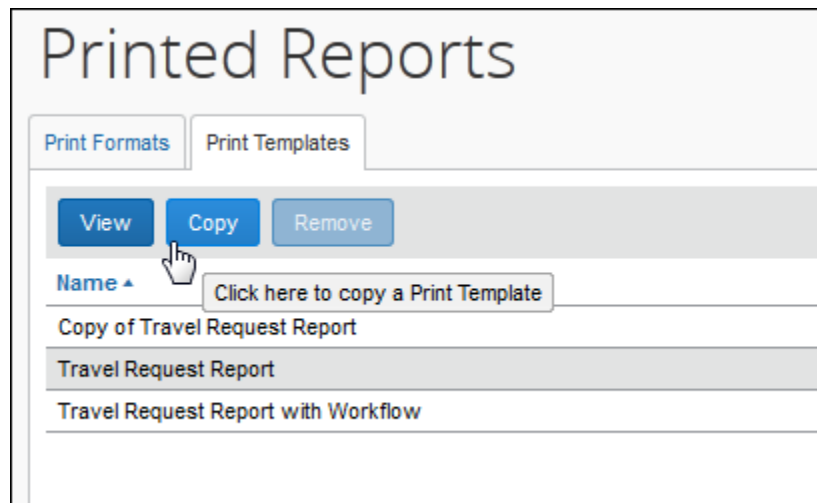 Printed Reports
Print Formats Print Templates
View Copy Remove
Name
Click here to copy a Print Template
Copy of Travel Request Report
Travel Request Report
Travel Request Report with Workflow